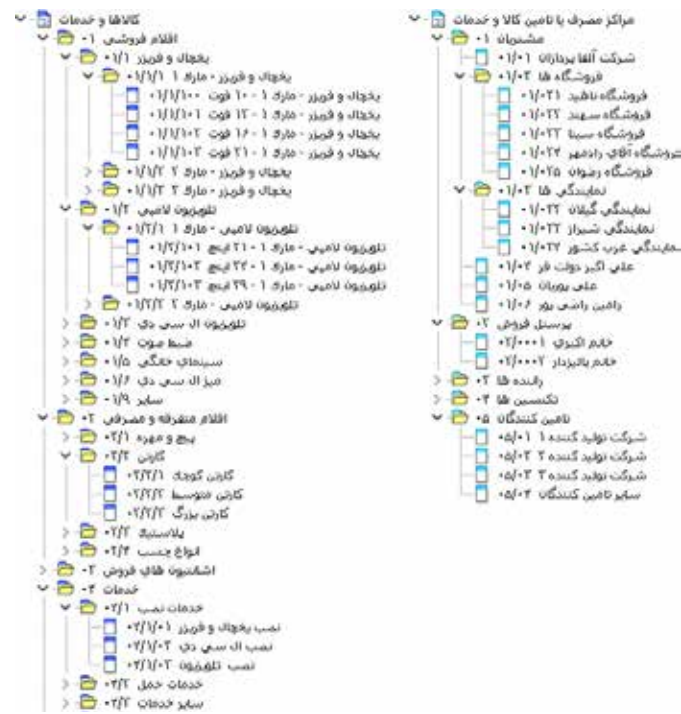 مراکز مصرف یا تامین کالا و خدمات
مشتریان ۰۱
شرکت آلفا پردازان ۰۱/۰۱
فروشگاه ها ۰۱/۰۲
فروشگاه ناهید ۰۱/۰۲۱
فروشگاه سهند ۰۱/۰۲۲
فروشگاه سینا ۰۱/۰۲۳
فروشگاه آقای رادمهر ۰۱/۰۲۴
فروشگاه رضوان ۰۱/۰۲۵
نمایندگی ها ۰۱/۰۳
نمایندگی گیلان
نمایندگی شیراز
نمایندگی غرب کشور
علی اکبر دولت فر ۰۱/۰۴
علی پوریان ۰۱/۰۵
رامین راضی پور ۰۱/۰۶
پرسنل فروش ۰۲
خانم اکبری ۰۲/۰۰۰۱
خانم پالیزدار ۰۲/۰۰۰۲
راننده ها ۰۳
تکنسین ها ۰۴
تامین کنندگان ۰۵
شرکت تولید کننده ۱ ۰۵/۰۱
شرکت تولید کننده ۲ ۰۵/۰۲
شرکت تولید کننده ۳ ۰۵/۰۳
سایر تامین کنندگان ۰۵/۰۴
کالاها و خدمات
اقلام فروشی ۰۱
یخچال و فریزر ۰۱/۱
یخچال و فریزر - مارک ۱ ۰۱/۱/۱
یخچال و فریزر - مارک ۱ - ۱۰ فوت ۰۱/۱/۱۰۰
یخچال و فریزر - مارک ۱ - ۱۲ فوت ۰۱/۱/۱۰۱
یخچال و فریزر - مارک ۱ - ۱۶ فوت ۰۱/۱/۱۰۲
یخچال و فریزر - مارک ۱ - ۲۱ فوت ۰۱/۱/۱۰۳
یخچال و فریزر - مارک ۲ ۰۱/۱/۲
یخچال و فریزر - مارک ۳ ۰۱/۱/۳
تلویزیون لامپی ۰۱/۲
تلویزیون لامپی - مارک ۱ ۰۱/۲/۱
تلویزیون لامپی - مارک ۱ - ۲۱ اینچ ۰۱/۲/۱۰۱
تلویزیون لامپی - مارک ۱ - ۲۴ اینچ ۰۱/۲/۱۰۲
تلویزیون لامپی - مارک ۱ - ۲۹ اینچ ۰۱/۲/۱۰۳
تلویزیون لامپی - مارک ۲ ۰۱/۲/۲
تلویزیون ال سی دی ۰۱/۳
ضبط صوت ۰۱/۴
سینمای خانگی ۰۱/۵
میز ال سی دی ۰۱/۶
سایر ۰۱/۹
اقلام متفرقه و مصرفی ۰۲
پیچ و مهره ۰۲/۱
کارتن ۰۲/۲
کارتن کوچک ۰۲/۲/۱
کارتن متوسط ۰۲/۲/۲
کارتن بزرگ
پلاستیک ۰۲/۳
انواع چسب ۰۲/۴
اشانتیون های فروش ۰۳
خدمات ۰۴
خدمات نصب ۰۴/۱
نصب یخچال و فریزر ۰۴/۱/۰۱
نصب ال سی دی ۰۴/۱/۰۲
نصب تلویزیون ۰۴/۱/۰۳
خدمات حمل ۰۴/۲
سایر خدمات ۰۴/۳